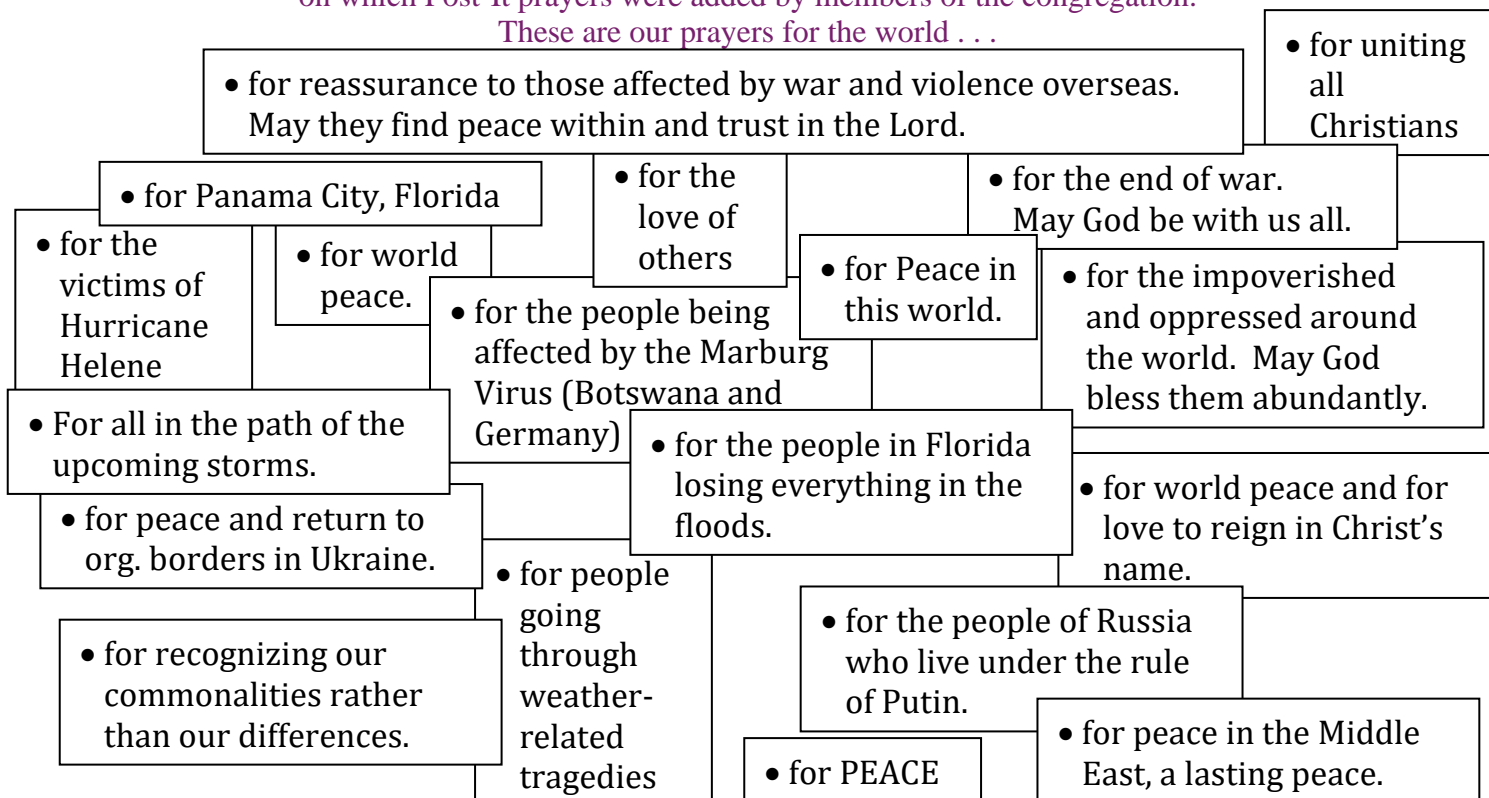 on which Post-It prayers were added by members of the congregation.
These are our prayers for the world . . .
• for uniting
all
Christians
• for reassurance to those affected by war and violence overseas.
May they find peace within and trust in the Lord.
• for Panama City, Florida
• for the
love of
others
• for the end of war.
May God be with us all.
• for the
victims of
Hurricane
Helene
• for world
peace.
• for Peace in
this world.
• for the people being
affected by the Marburg
Virus (Botswana and
Germany)
• for the impoverished
and oppressed around
the world. May God
bless them abundantly.
• For all in the path of the
upcoming storms.
• for the people in Florida
losing everything in the
floods.
• for peace and return to
org. borders in Ukraine.
• for world peace and for
love to reign in Christ’s
name.
• for people
going
through
weather-
related
tragedies
• for recognizing our
commonalities rather
than our differences.
• for the people of Russia
who live under the rule
of Putin.
• for PEACE
• for peace in the Middle
East, a lasting peace.